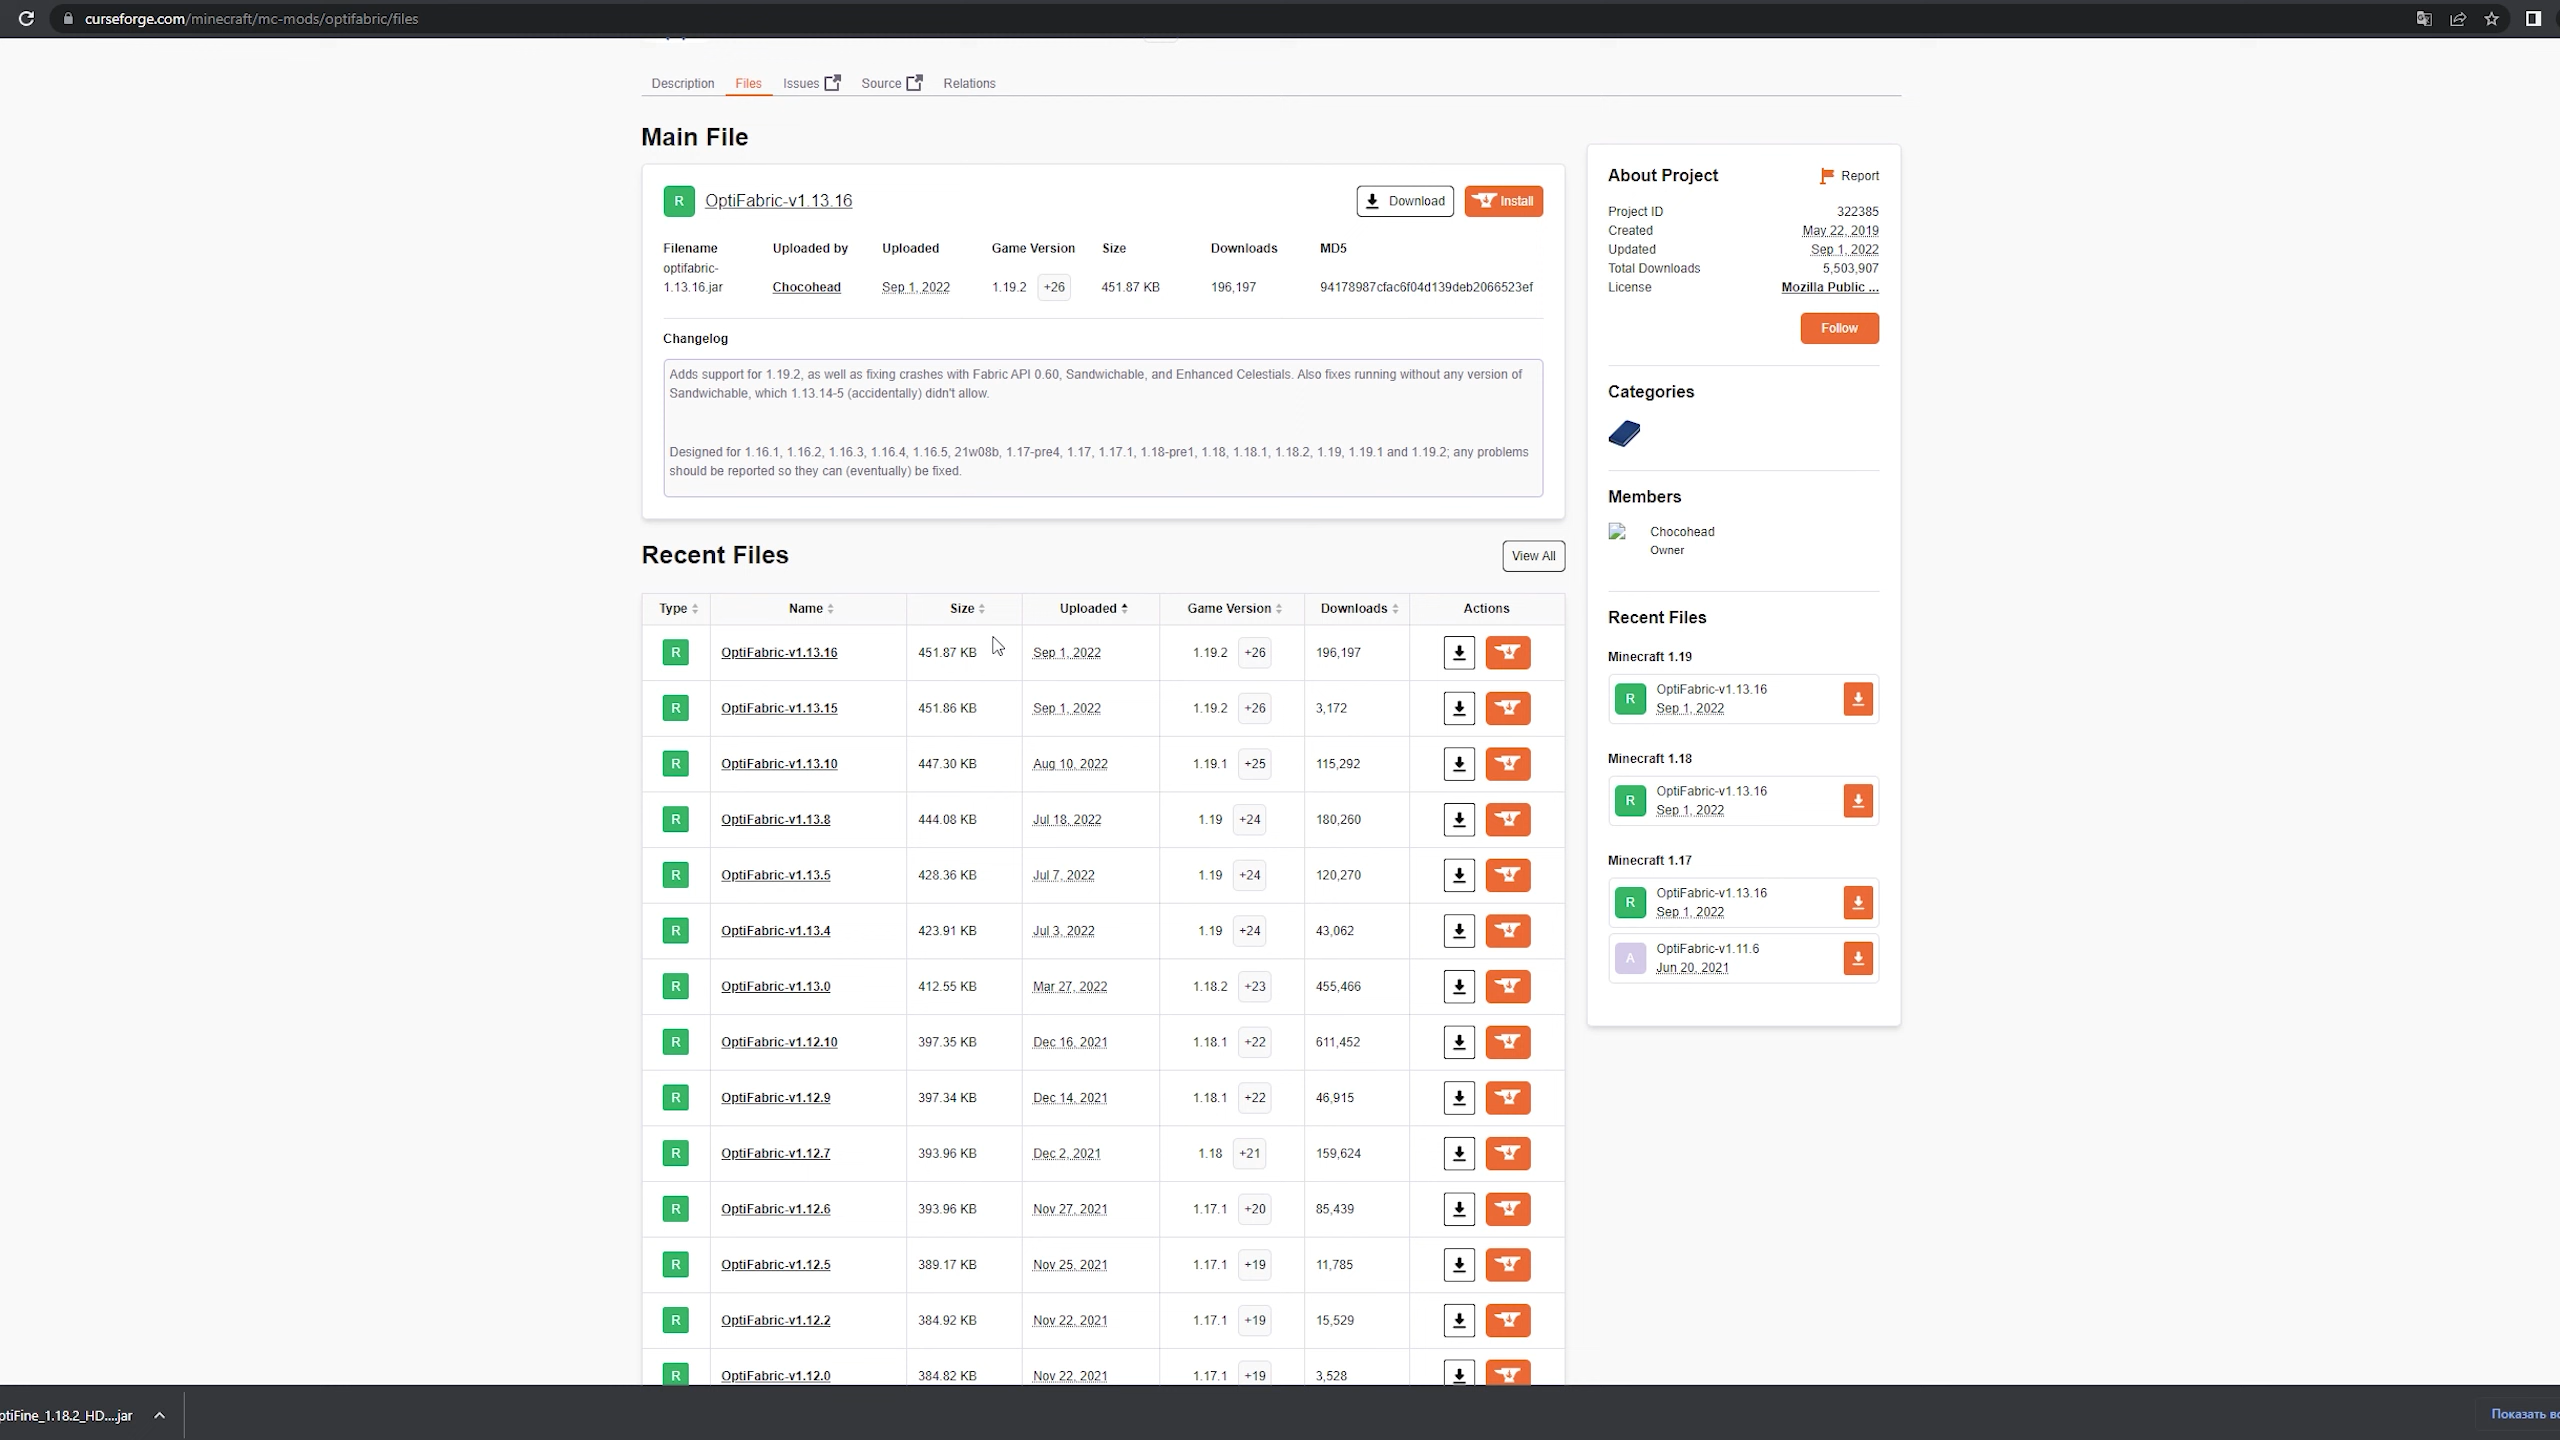 curseforge.com/minecraft/mc-mods/optifabric/files
Description Files Issues Source Relations
Main File
R OptiFabric-v1.13.16 Download Install
Filename Uploaded by Uploaded Game Version Size Downloads MD5
optifabric-
1.13.16.jar Chocohead Sep 1, 2022 1.19.2 +26 451.87 KB 196,197 94178987cfac6f04d139deb2066523ef
Changelog
Adds support for 1.19.2, as well as fixing crashes with Fabric API 0.60, Sandwichable, and Enhanced Celestials. Also fixes running without any version of
Sandwichable, which 1.13.14-5 (accidentally) didn't allow.
Designed for 1.16.1, 1.16.2, 1.16.3, 1.16.4, 1.16.5, 21w08b, 1.17-pre4, 1.17, 1.17.1, 1.18-pre1, 1.18, 1.18.1, 1.18.2, 1.19, 1.19.1 and 1.19.2; any problems
should be reported so they can (eventually) be fixed.
Recent Files View All
Type Name Size Uploaded Game Version Downloads Actions
R OptiFabric-v1.13.16 451.87 KB Sep 1, 2022 1.19.2 +26 196,197
R OptiFabric-v1.13.15 451.86 KB Sep 1, 2022 1.19.2 +26 3,172
R OptiFabric-v1.13.10 447.30 KB Aug 10, 2022 1.19.1 +25 115,292
R OptiFabric-v1.13.8 444.08 KB Jul 18, 2022 1.19 +24 180,260
R OptiFabric-v1.13.5 428.36 KB Jul 7, 2022 1.19 +24 120,270
R OptiFabric-v1.13.4 423.91 KB Jul 3, 2022 1.19 +24 43,062
R OptiFabric-v1.13.0 412.55 KB Mar 27, 2022 1.18.2 +23 455,466
R OptiFabric-v1.12.10 397.35 KB Dec 16, 2021 1.18.1 +22 611,452
R OptiFabric-v1.12.9 397.34 KB Dec 14, 2021 1.18.1 +22 46,915
R OptiFabric-v1.12.7 393.96 KB Dec 2, 2021 1.18 +21 159,624
R OptiFabric-v1.12.6 393.96 KB Nov 27, 2021 1.17.1 +20 85,439
R OptiFabric-v1.12.5 389.17 KB Nov 25, 2021 1.17.1 +19 11,785
R OptiFabric-v1.12.2 384.92 KB Nov 22, 2021 1.17.1 +19 15,529
R OptiFabric-v1.12.0 384.82 KB Nov 22, 2021 1.17.1 +19 3,528
About Project Report
Project ID 322385
Created May 22, 2019
Updated Sep 1, 2022
Total Downloads 5,503,907
License Mozilla Public ...
Follow
Categories
Members
Chocohead
Owner
Recent Files
Minecraft 1.19
R OptiFabric-v1.13.16
Sep 1, 2022
Minecraft 1.18
R OptiFabric-v1.13.16
Sep 1, 2022
Minecraft 1.17
R OptiFabric-v1.13.16
Sep 1, 2022
A OptiFabric-v1.11.6
Jun 20, 2021
ptiFine_1.18.2_HD....jar
Показать вс